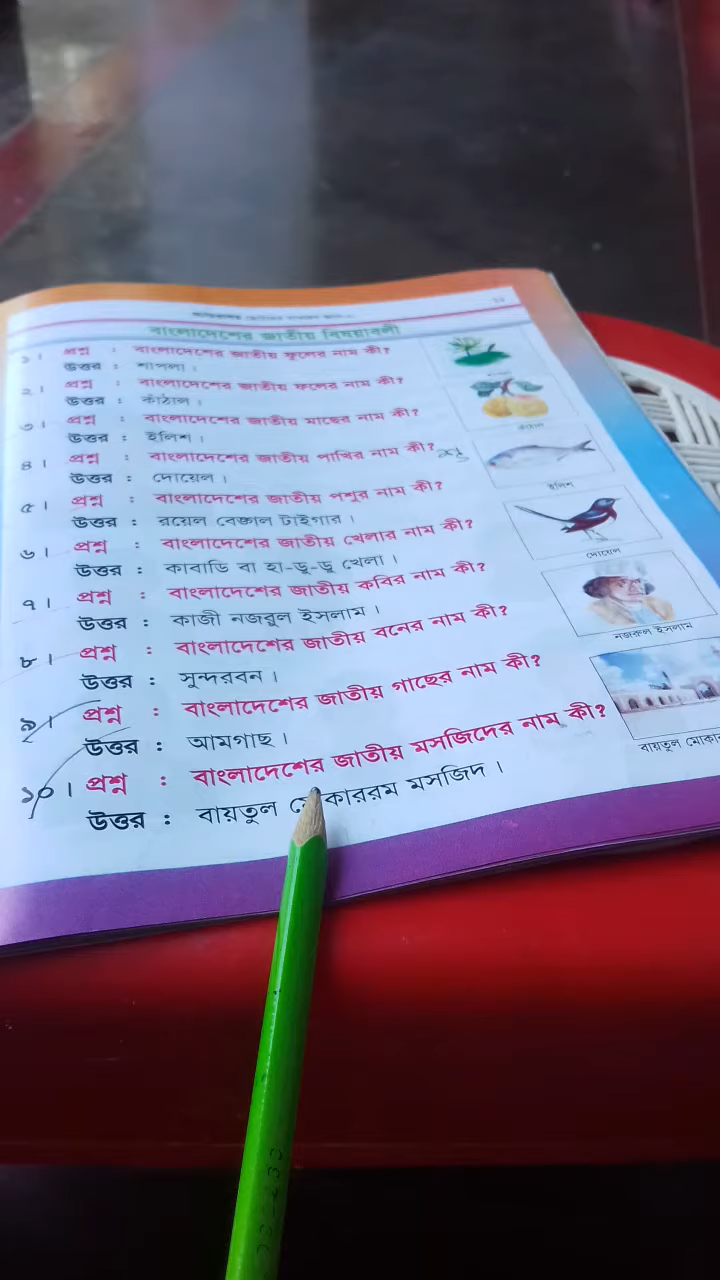 বাংলাদেশের জাতীয় বিষয়াবলী
১। প্রশ্ন : বাংলাদেশের জাতীয় ফুলের নাম কী?
উত্তর : শাপলা।
২। প্রশ্ন : বাংলাদেশের জাতীয় ফলের নাম কী?
উত্তর : কাঁঠাল।
৩। প্রশ্ন : বাংলাদেশের জাতীয় মাছের নাম কী?
উত্তর : ইলিশ।
৪। প্রশ্ন : বাংলাদেশের জাতীয় পাখির নাম কী?
উত্তর : দোয়েল।
৫। প্রশ্ন : বাংলাদেশের জাতীয় পশুর নাম কী?
উত্তর : রয়েল বেঙ্গল টাইগার।
৬। প্রশ্ন : বাংলাদেশের জাতীয় খেলার নাম কী?
উত্তর : কাবাডি বা হা-ডু-ডু খেলা।
৭। প্রশ্ন : বাংলাদেশের জাতীয় কবির নাম কী?
উত্তর : কাজী নজরুল ইসলাম।
৮। প্রশ্ন : বাংলাদেশের জাতীয় বনের নাম কী?
উত্তর : সুন্দরবন।
৯। প্রশ্ন : বাংলাদেশের জাতীয় গাছের নাম কী?
উত্তর : আমগাছ।
১০। প্রশ্ন : বাংলাদেশের জাতীয় মসজিদের নাম কী?
উত্তর : বায়তুল মোকাররম মসজিদ।
ইলিশ
দোয়েল
নজরুল ইসলাম
বায়তুল মোকার